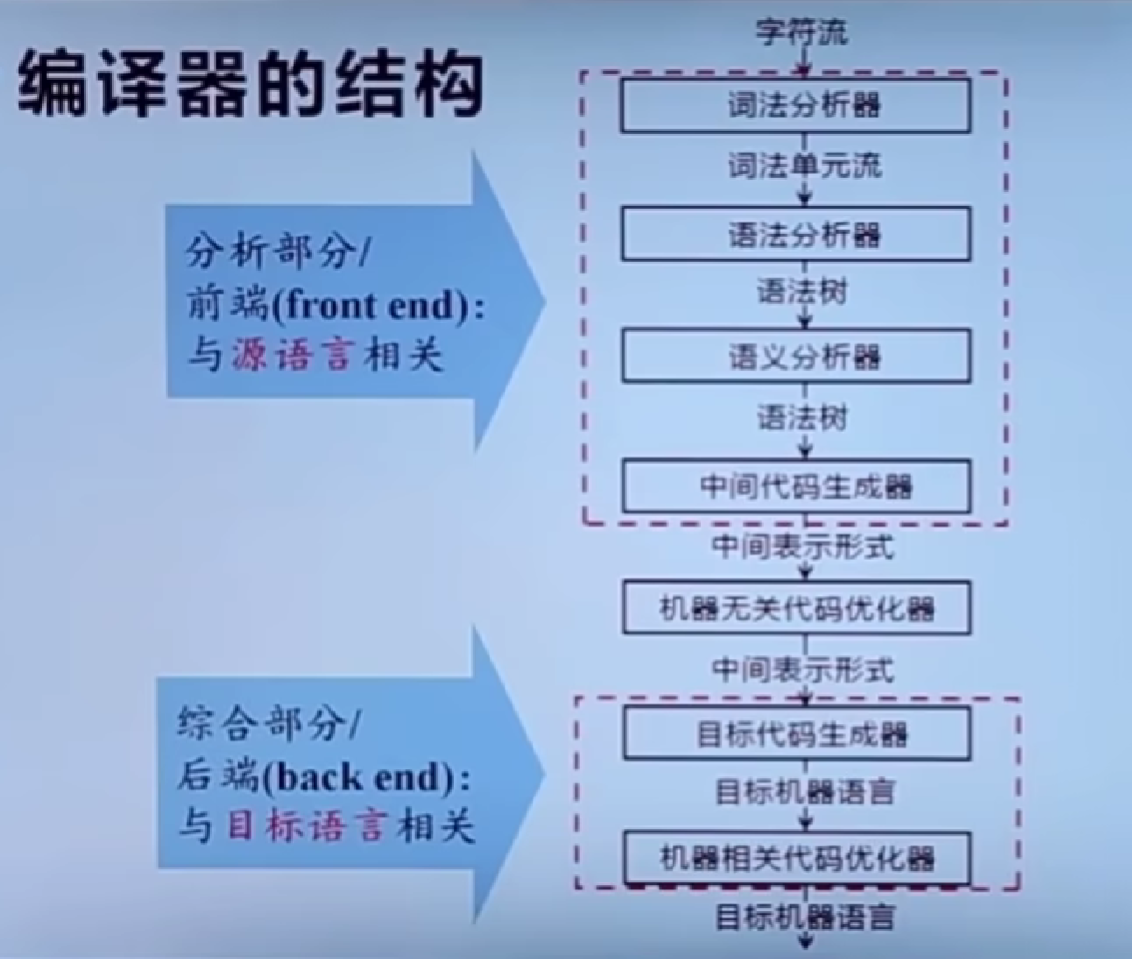 编译器的结构
字符流
词法分析器
词法单元流
语法分析器
语法树
语义分析器
语法树
中间代码生成器
中间表示形式
机器无关代码优化器
中间表示形式
目标代码生成器
目标机器语言
机器相关代码优化器
目标机器语言
分析部分/
前端(front end):
与源语言相关
综合部分/
后端(back end):
与目标语言相关